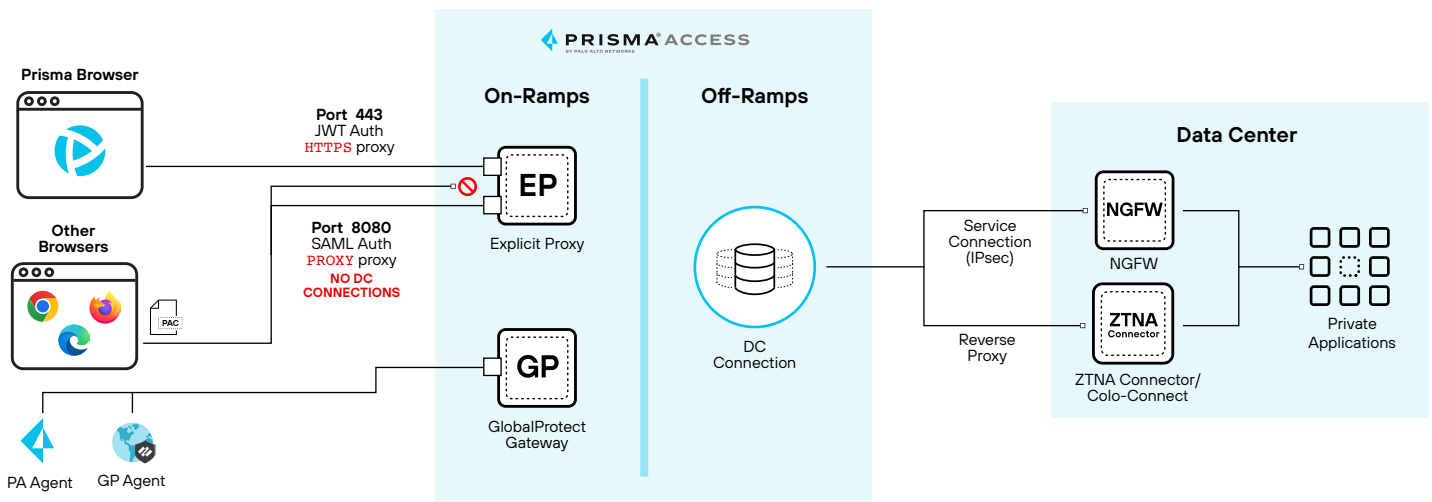 PRISMA® ACCESS
BY PALO ALTO NETWORKS
Prisma Browser
Port 443
JWT Auth
HTTPS proxy
Other
Browsers
PAC
Port 8080
SAML Auth
PROXY proxy
NO DC
CONNECTIONS
PA Agent
GP Agent
On-Ramps
EP
Explicit Proxy
GP
GlobalProtect
Gateway
Off-Ramps
DC
Connection
Service
Connection
(IPsec)
Reverse
Proxy
Data Center
NGFW
NGFW
ZTNA
Connector
ZTNA Connector/
Colo-Connect
Private
Applications